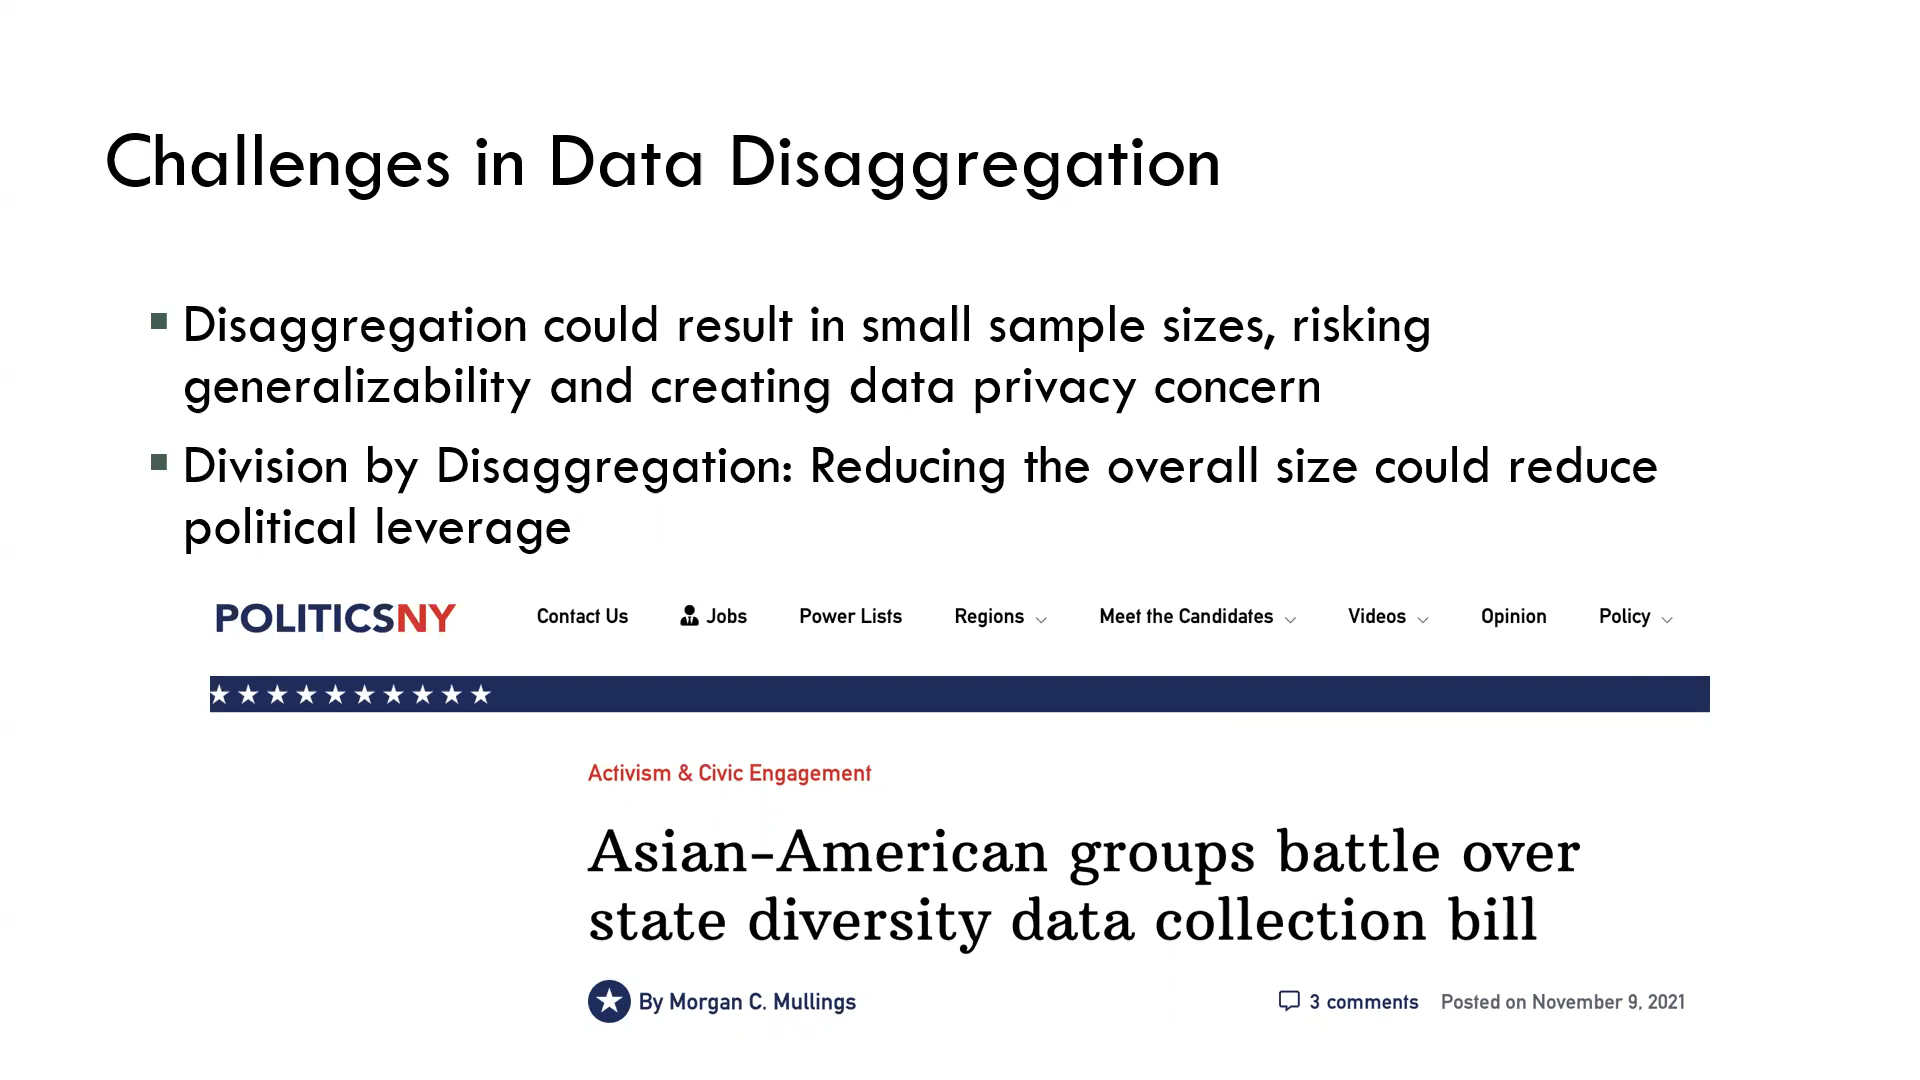 Challenges in Data Disaggregation
Disaggregation could result in small sample sizes, risking
generalizability and creating data privacy concern
Division by Disaggregation: Reducing the overall size could reduce
political leverage
POLITICSNY Contact Us Jobs Power Lists Regions Meet the Candidates Videos Opinion Policy
Activism & Civic Engagement
Asian-American groups battle over
state diversity data collection bill
By Morgan C. Mullings 3 comments Posted on November 9, 2021